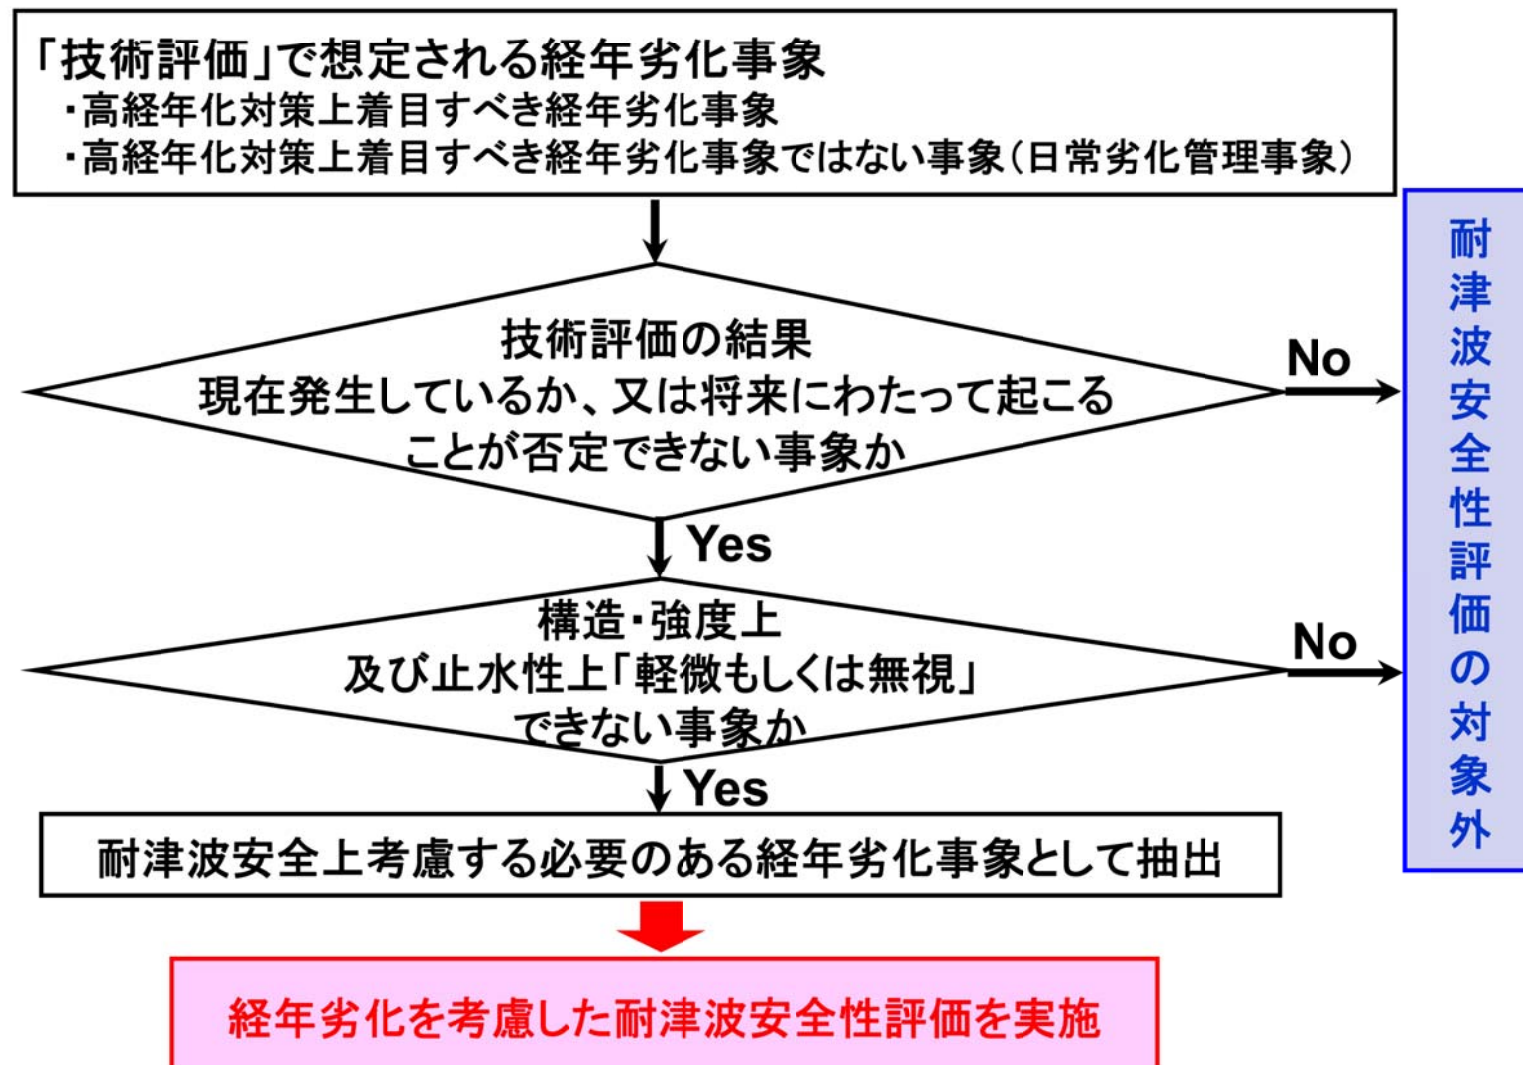 「技術評価」で想定される経年劣化事象
・高経年化対策上着目すべき経年劣化事象
・高経年化対策上着目すべき経年劣化事象ではない事象(日常劣化管理事象)
技術評価の結果
現在発生しているか、又は将来にわたって起こる
ことが否定できない事象か
No
Yes
構造・強度上
及び止水性上「軽微もしくは無視」
できない事象か
No
Yes
耐津波安全上考慮する必要のある経年劣化事象として抽出
経年劣化を考慮した耐津波安全性評価を実施
耐津波安全性評価の対象外